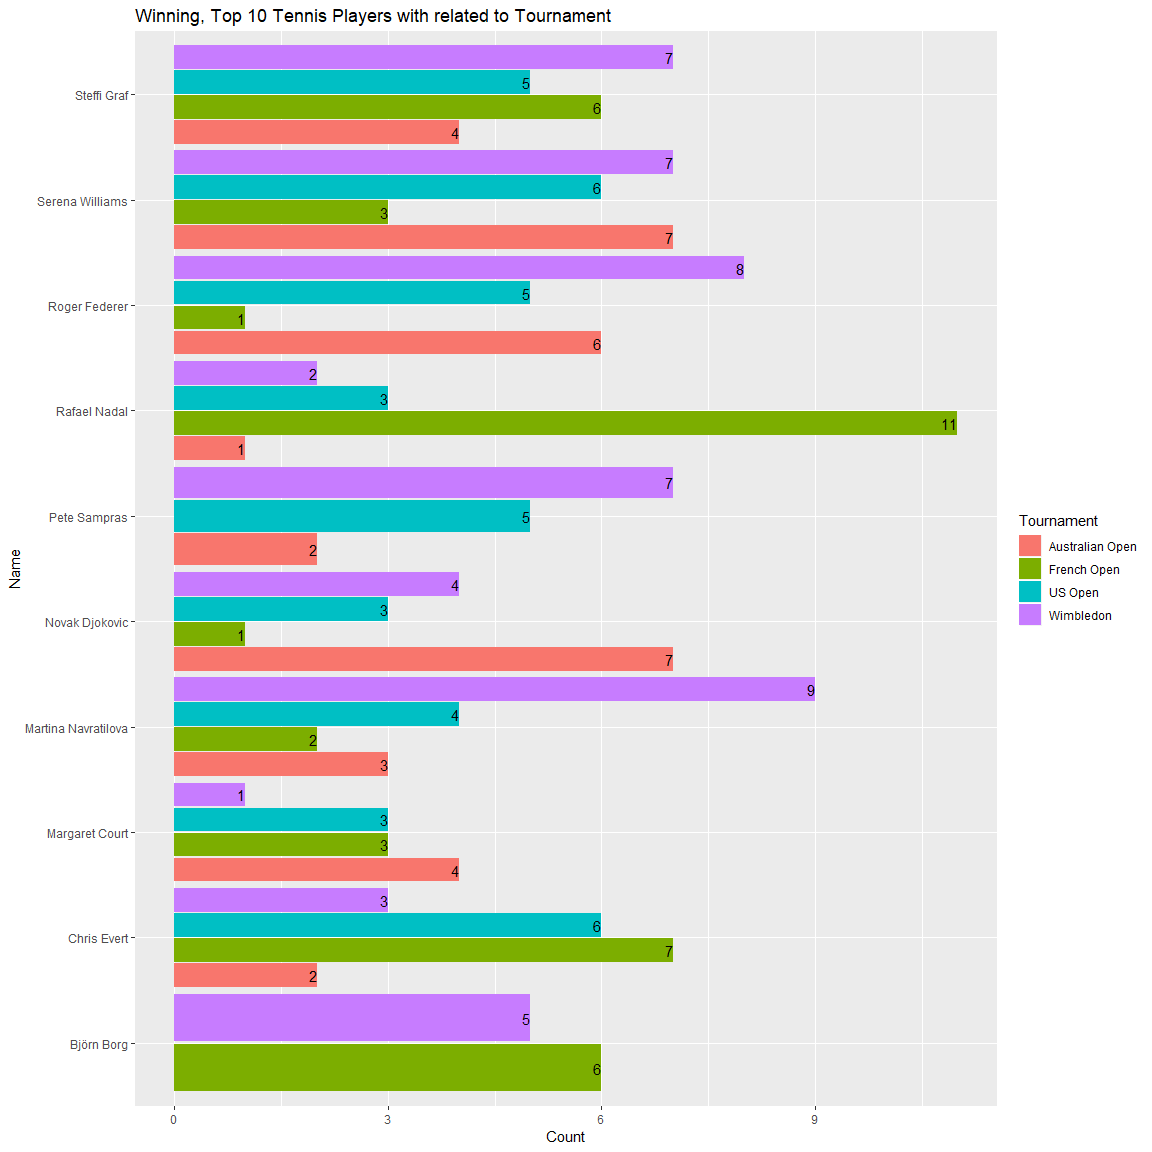 Winning, Top 10 Tennis Players with related to Tournament
Name
Steffi Graf
7
5
6
4
Serena Williams
7
6
3
7
Roger Federer
8
5
1
6
Rafael Nadal
2
3
11
1
Pete Sampras
7
5
2
Novak Djokovic
4
3
1
7
Martina Navratilova
9
4
2
3
Margaret Court
1
3
3
4
Chris Evert
3
6
7
2
Björn Borg
5
6
0 3 6 9
Count
Tournament
Australian Open
French Open
US Open
Wimbledon